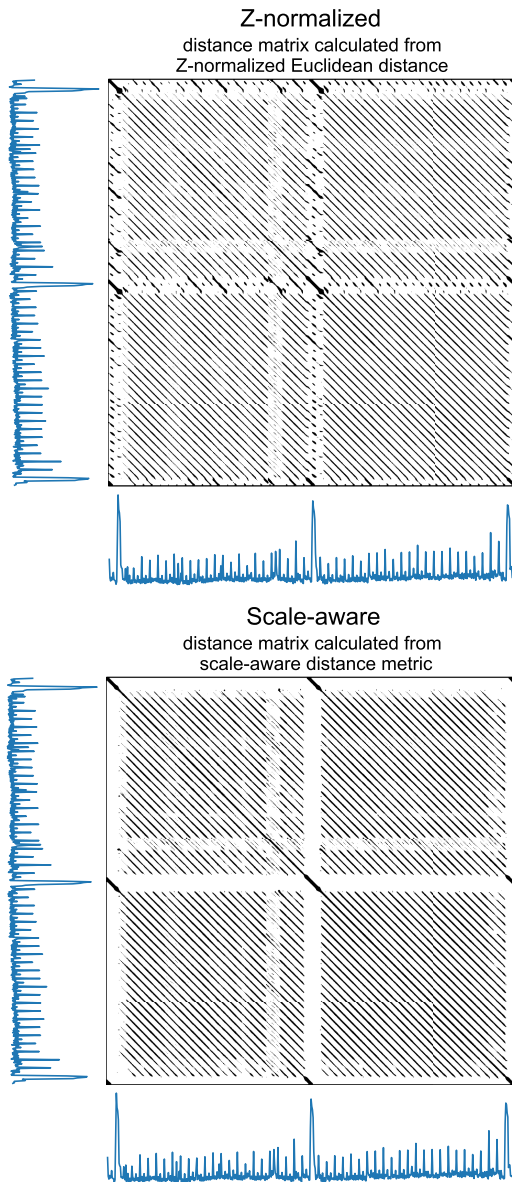 Z-normalized
distance matrix calculated from
Z-normalized Euclidean distance
Scale-aware
distance matrix calculated from
scale-aware distance metric